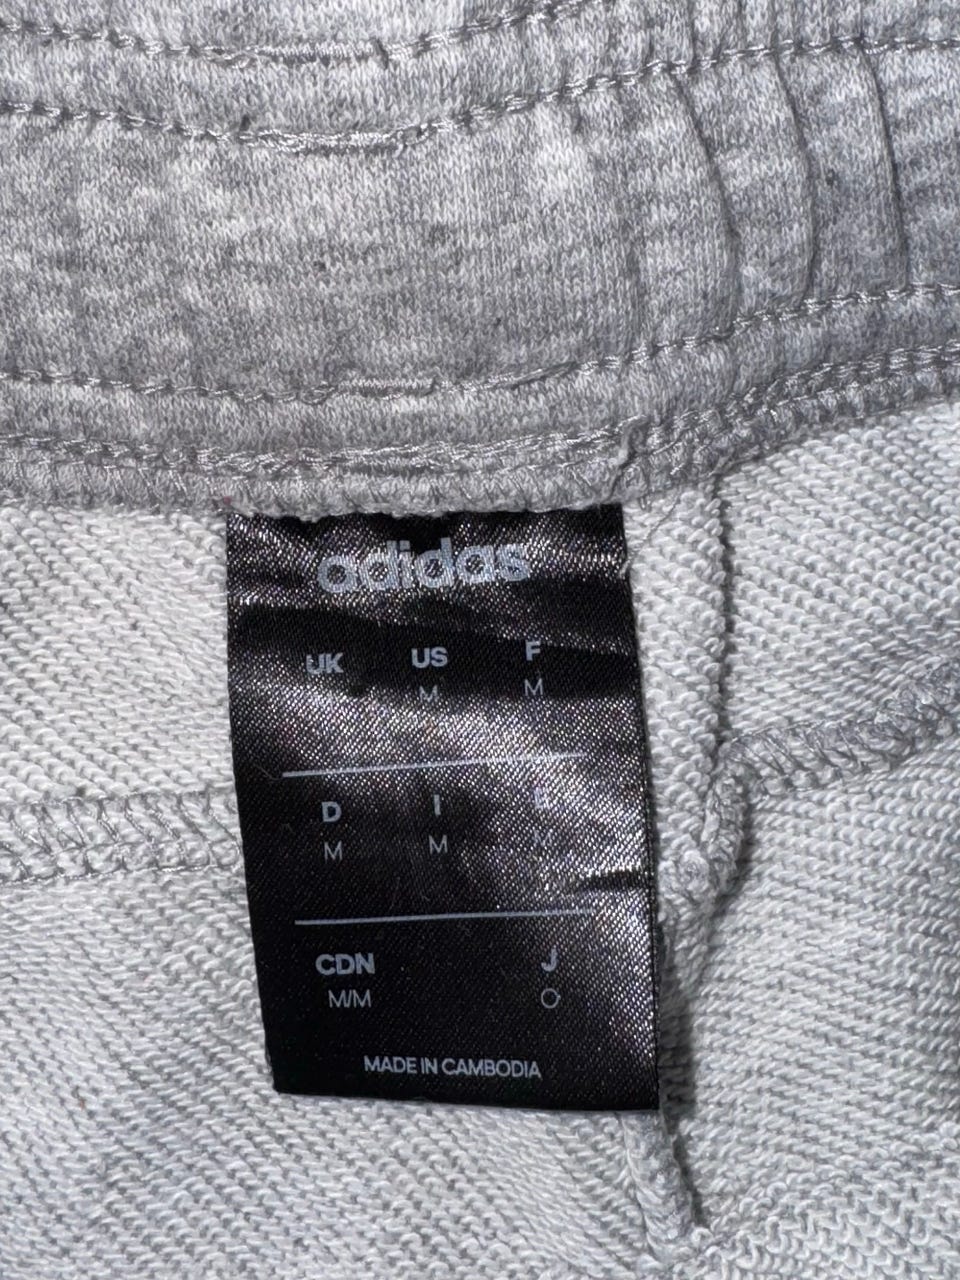 adidas
UK US F
M M
D I E
M M M
CDN J
M/M O
MADE IN CAMBODIA